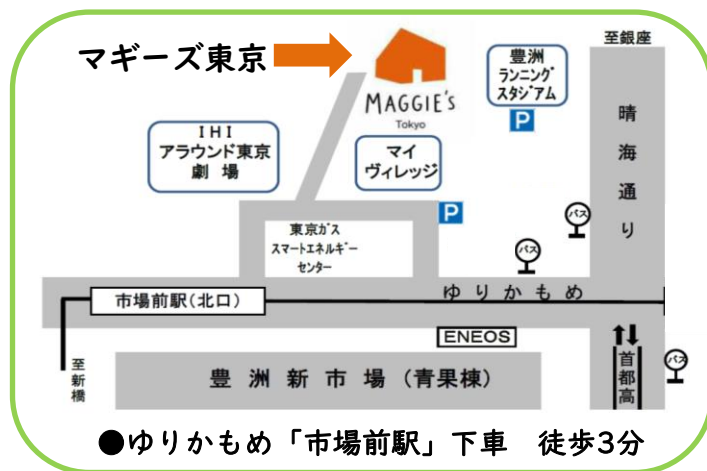 マギーズ東京
MAGGIE's
Tokyo
豊洲
ランニング
スタジアム
P
至銀座
晴海通り
IHI
アラウンド東京
劇場
マイ
ヴィレッジ
P
東京ガス
スマートエネルギー
センター
バス
バス
市場前駅(北口)
ゆりかもめ
ENEOS
至新橋
豊洲新市場(青果棟)
首都高
バス
●ゆりかもめ「市場前駅」下車　徒歩3分